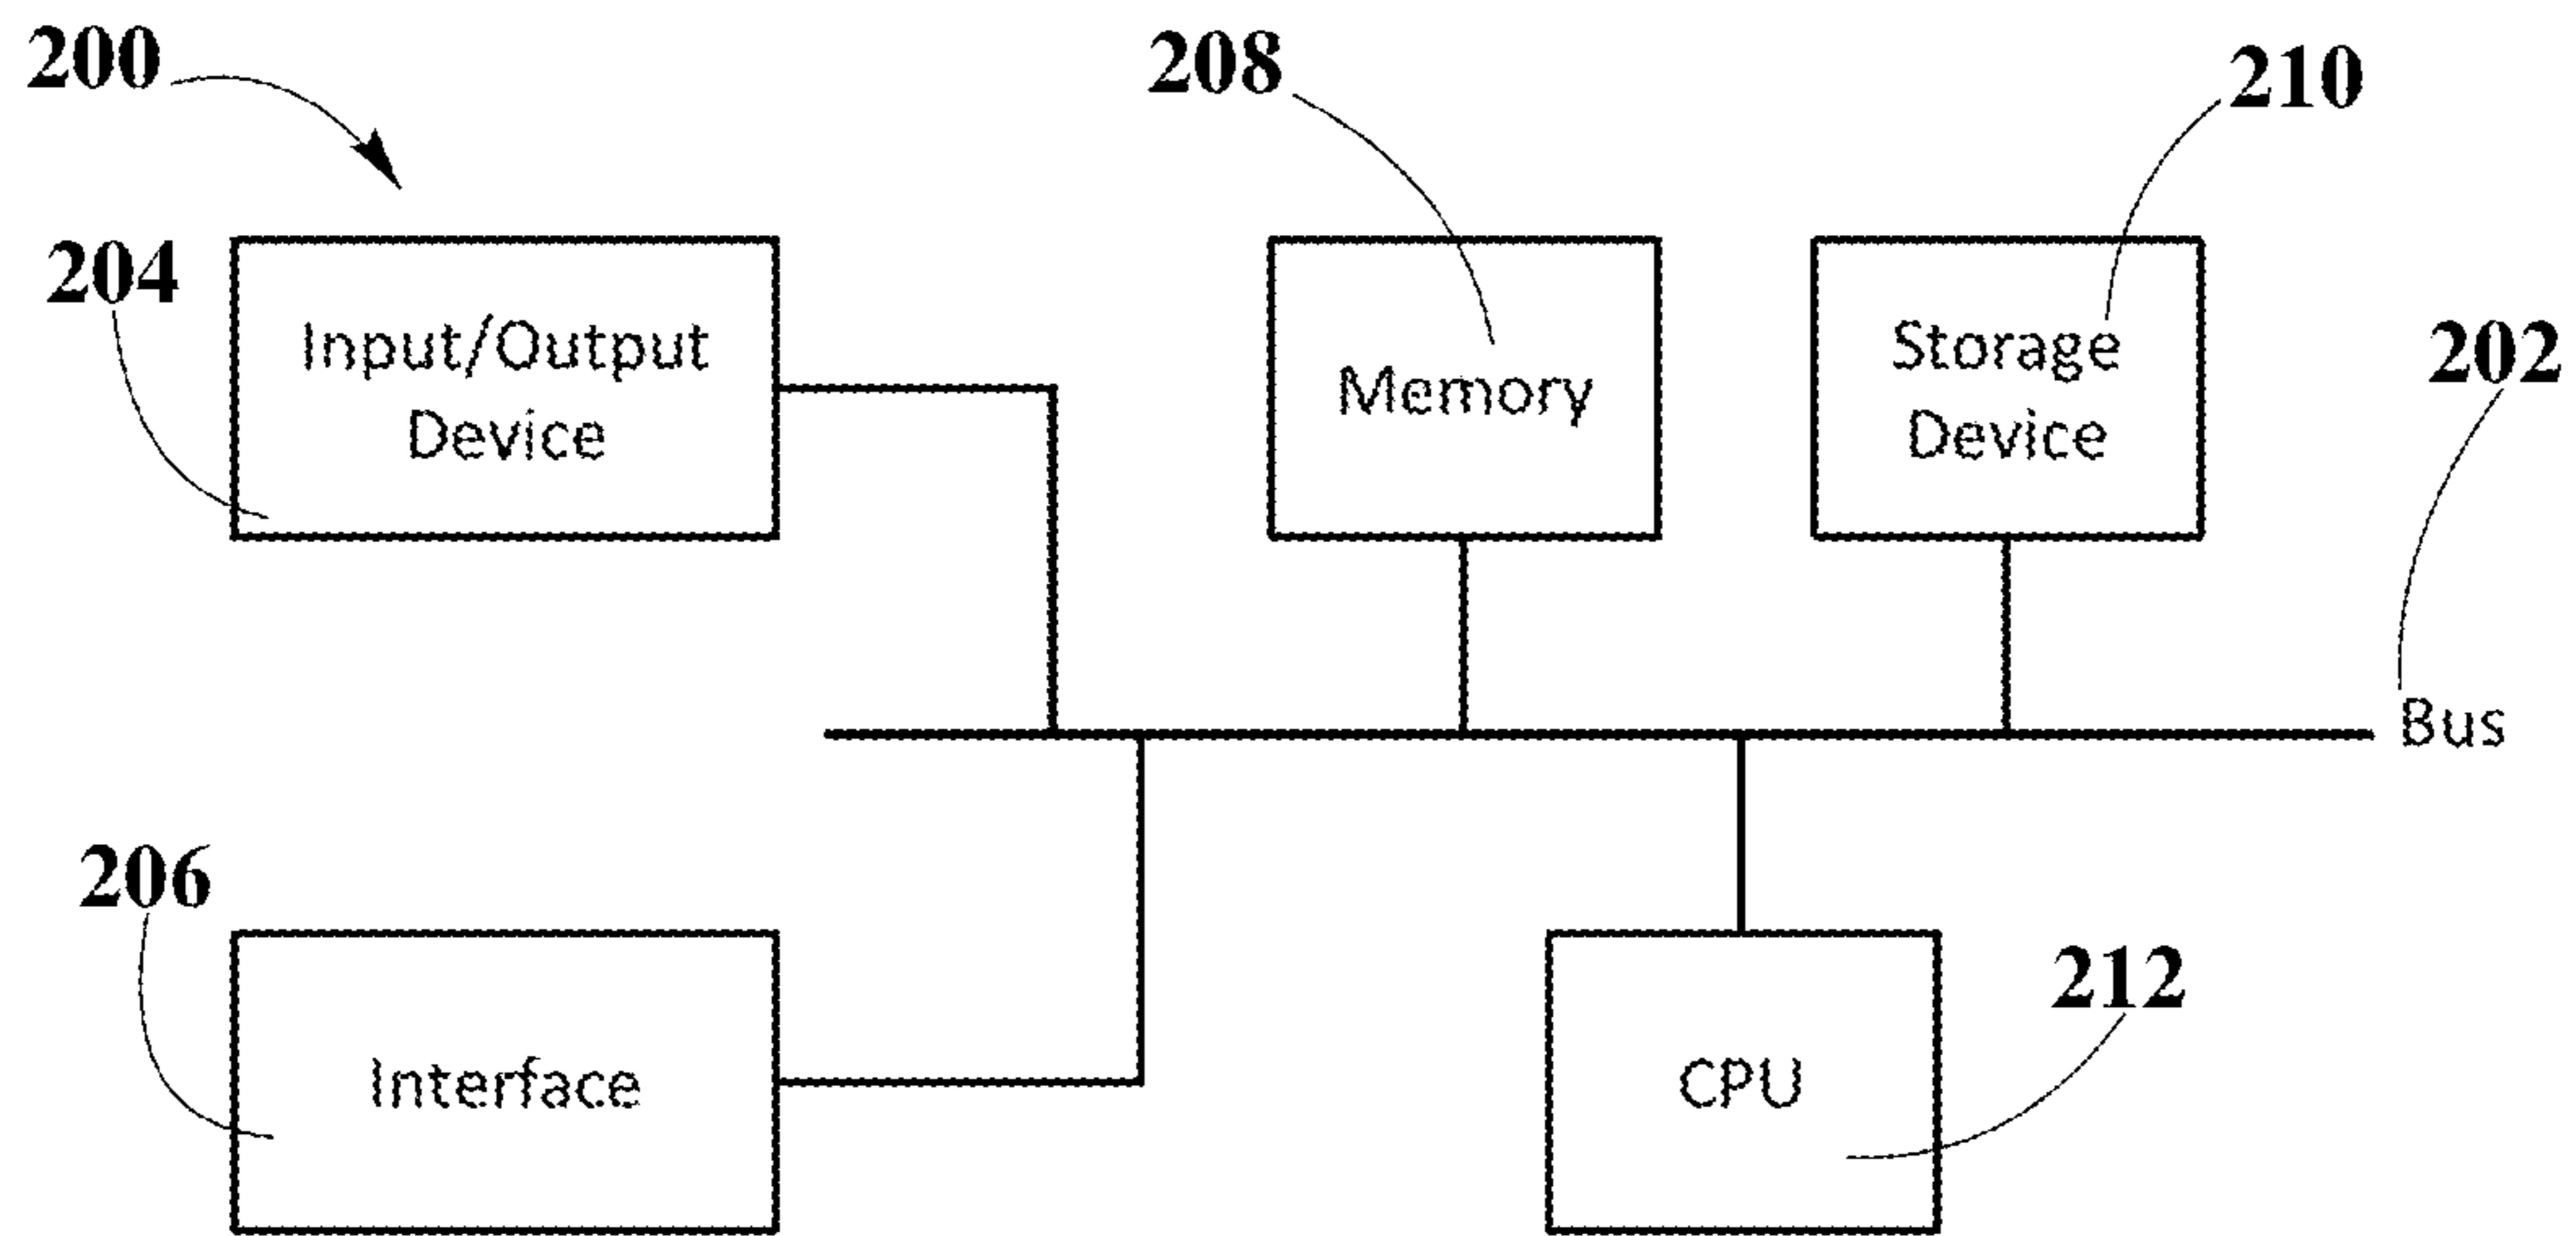 200
208
210
204
Input/Output
Device
Memory
Storage
Device
202
Bus
206
Interface
CPU
212